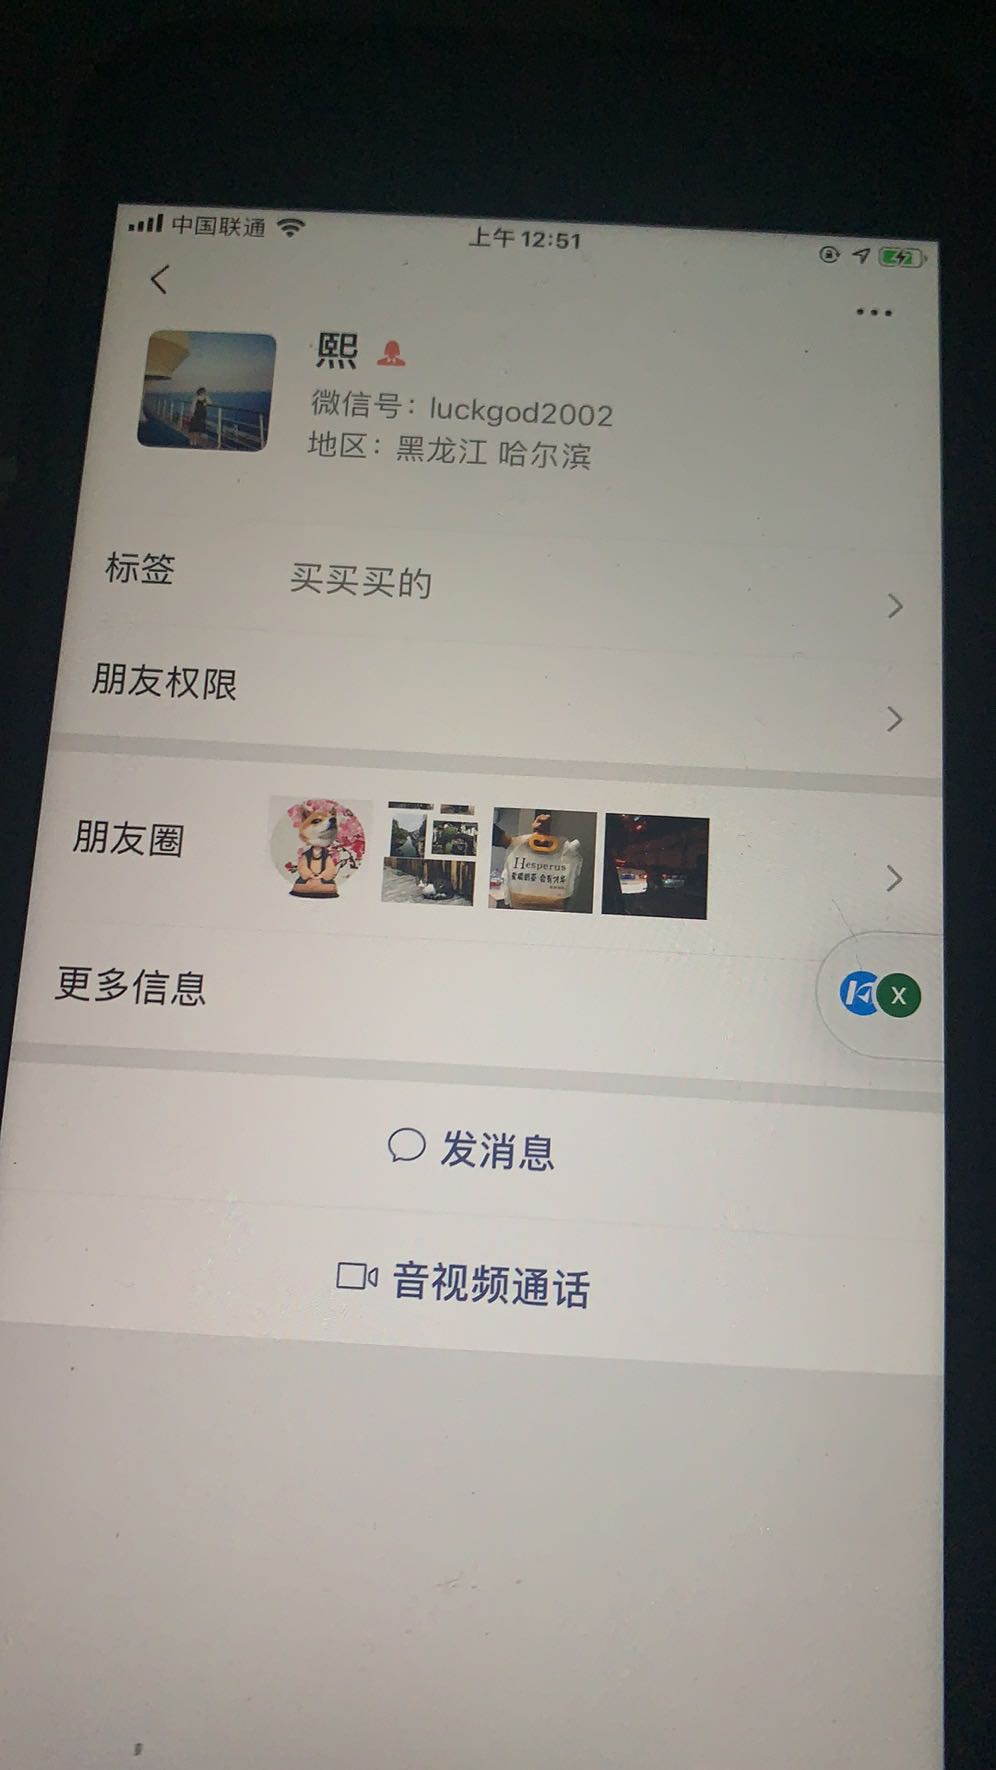 中国联通
上午12:51
熙
微信号：luckgod2002
地区：黑龙江 哈尔滨
标签
买买买的
朋友权限
朋友圈
Hesperus
更多信息
X
发消息
音视频通话